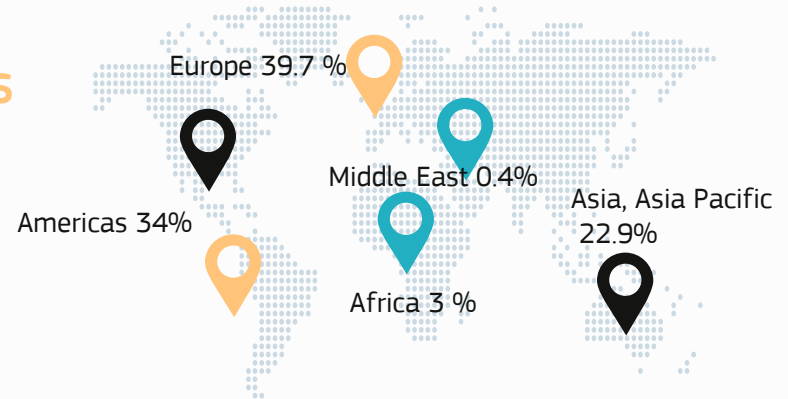 s
Europe 39.7 %
Middle East 0.4%
Asia, Asia Pacific
22.9%
Americas 34%
Africa 3 %